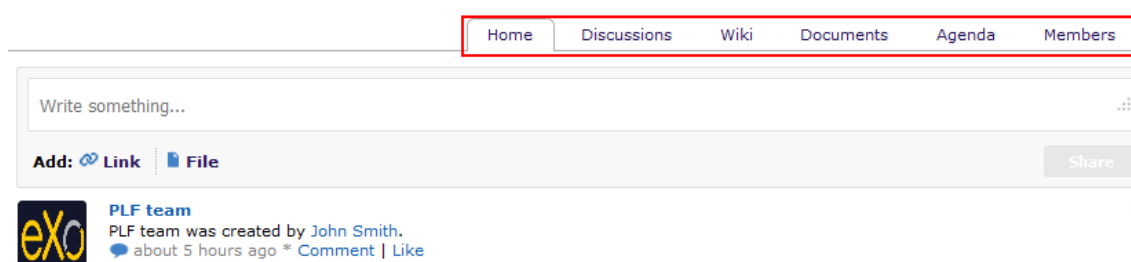 Home Discussions Wiki Documents Agenda Members
Write something...
Add: Link File Share
eXo
PLF team
PLF team was created by John Smith.
about 5 hours ago * Comment | Like